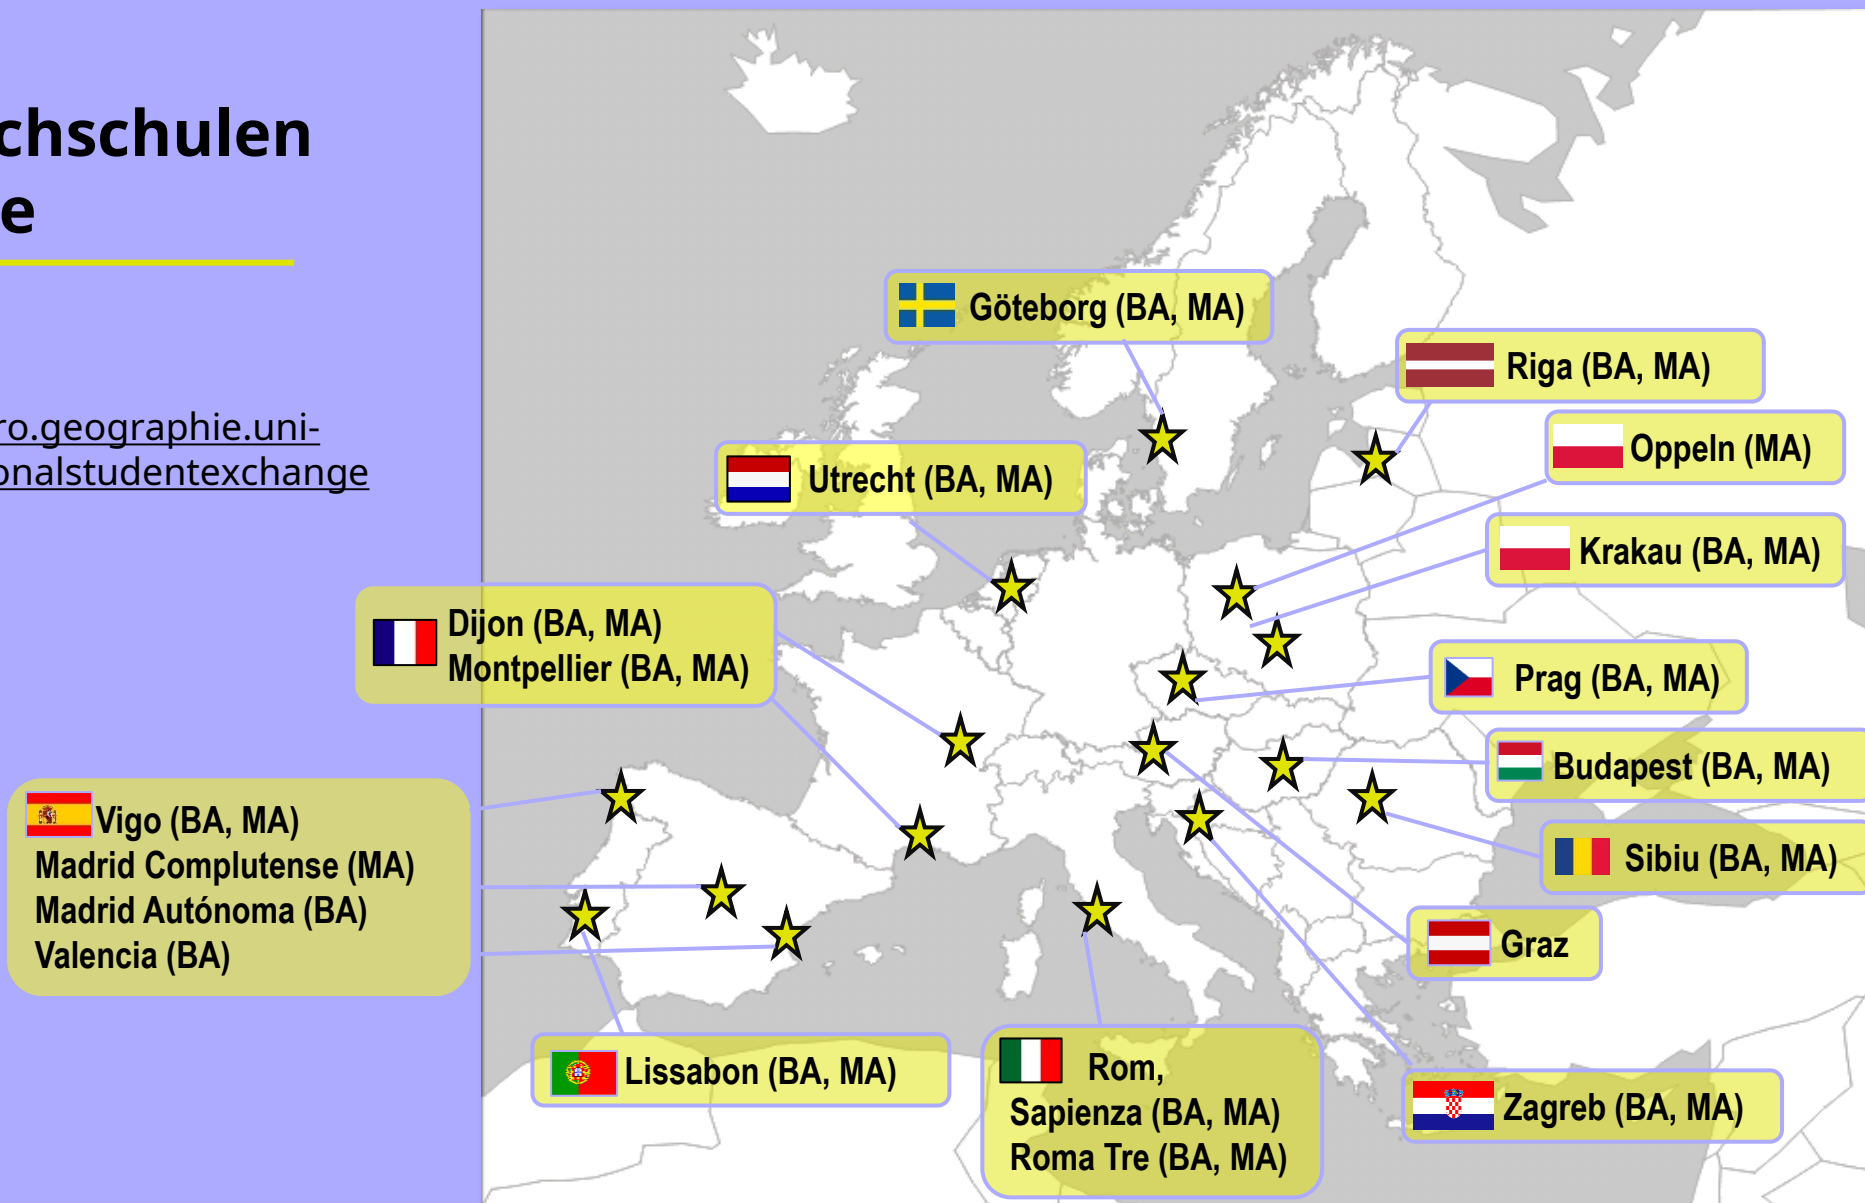 chschulen
e
ro.geographie.uni-
onalstudentexchange
Göteborg (BA, MA)
Riga (BA, MA)
Oppeln (MA)
Utrecht (BA, MA)
Krakau (BA, MA)
Dijon (BA, MA)
Montpellier (BA, MA)
Prag (BA, MA)
Budapest (BA, MA)
Vigo (BA, MA)
Madrid Complutense (MA)
Madrid Autónoma (BA)
Valencia (BA)
Sibiu (BA, MA)
Graz
Lissabon (BA, MA)
Rom,
Sapienza (BA, MA)
Roma Tre (BA, MA)
Zagreb (BA, MA)